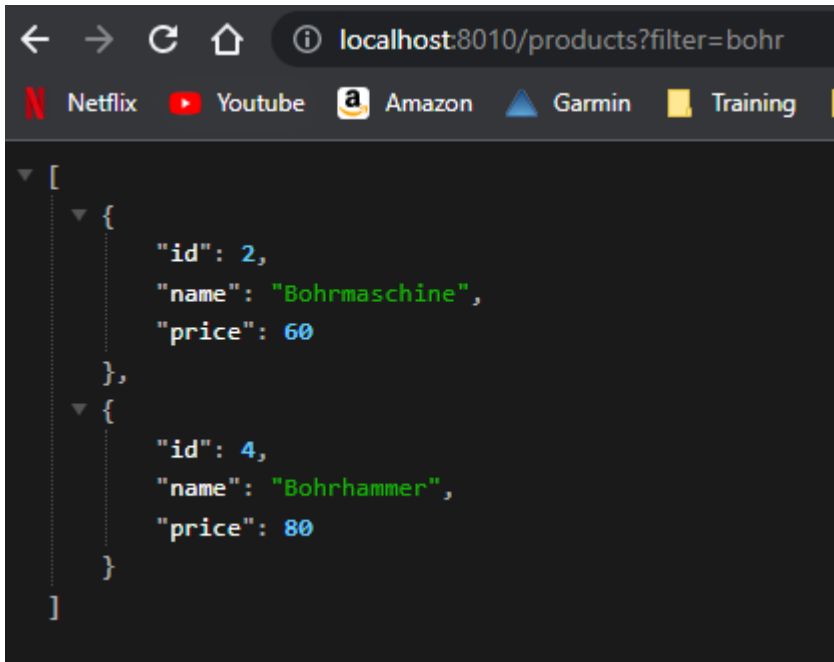 localhost:8010/products?filter=bohr
Netflix Youtube Amazon Garmin Training
[
{
"id": 2,
"name": "Bohrmaschine",
"price": 60
},
{
"id": 4,
"name": "Bohrhammer",
"price": 80
}
]